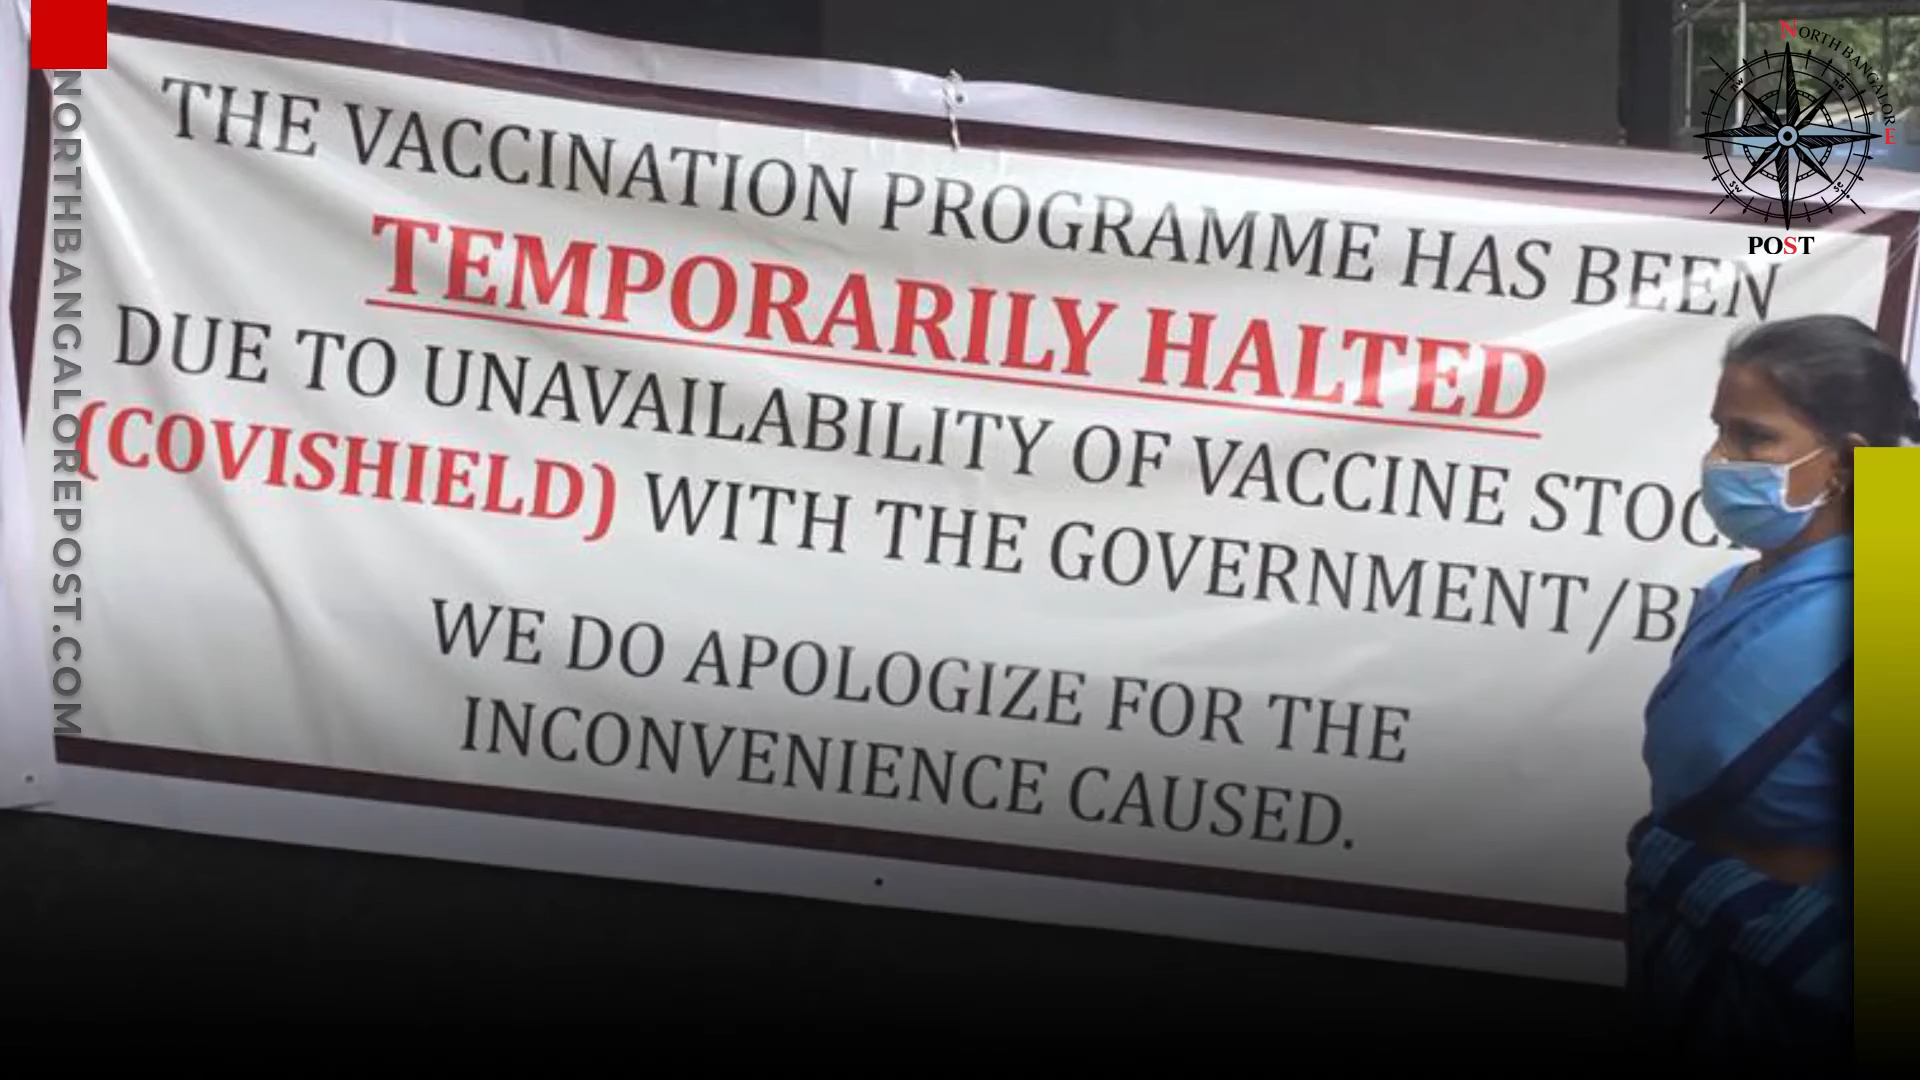 THE VACCINATION PROGRAMME HAS BEEN
TEMPORARILY HALTED
DUE TO UNAVAILABILITY OF VACCINE
(COVISHIELD) WITH THE GOVERNMENT/
WE DO APOLOGIZE FOR THE
INCONVENIENCE CAUSED.
NORTHBANGALOREPOST.COM
NORTH BANGALORE
POST